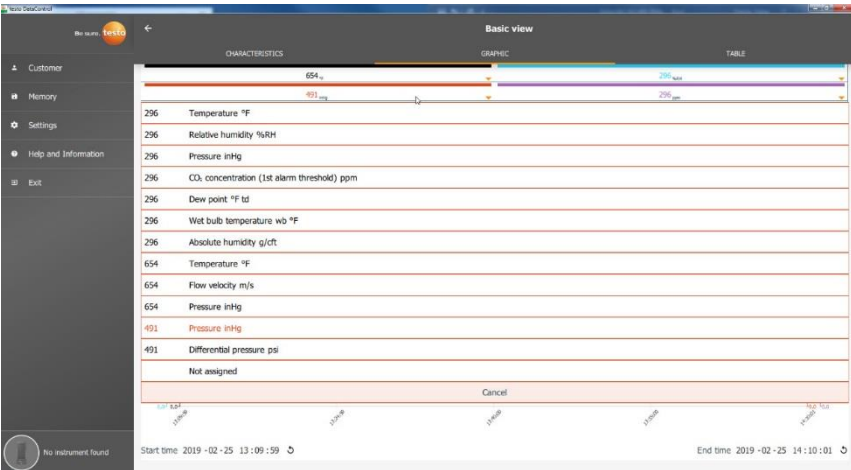 Testo DataControl
Be sure. testo
Basic view
CHARACTERISTICS
GRAPHIC
TABLE
Customer
Memory
Settings
Help and Information
Exit
654 °F
296 %RH
491 inHg
296 ppm
296 Temperature °F
296 Relative humidity %RH
296 Pressure inHg
296 CO₂ concentration (1st alarm threshold) ppm
296 Dew point °F td
296 Wet bulb temperature wb °F
296 Absolute humidity g/cft
654 Temperature °F
654 Flow velocity m/s
654 Pressure inHg
491 Pressure inHg
491 Differential pressure psi
Not assigned
Cancel
No instrument found
Start time 2019-02-25 13:09:59
End time 2019-02-25 14:10:01